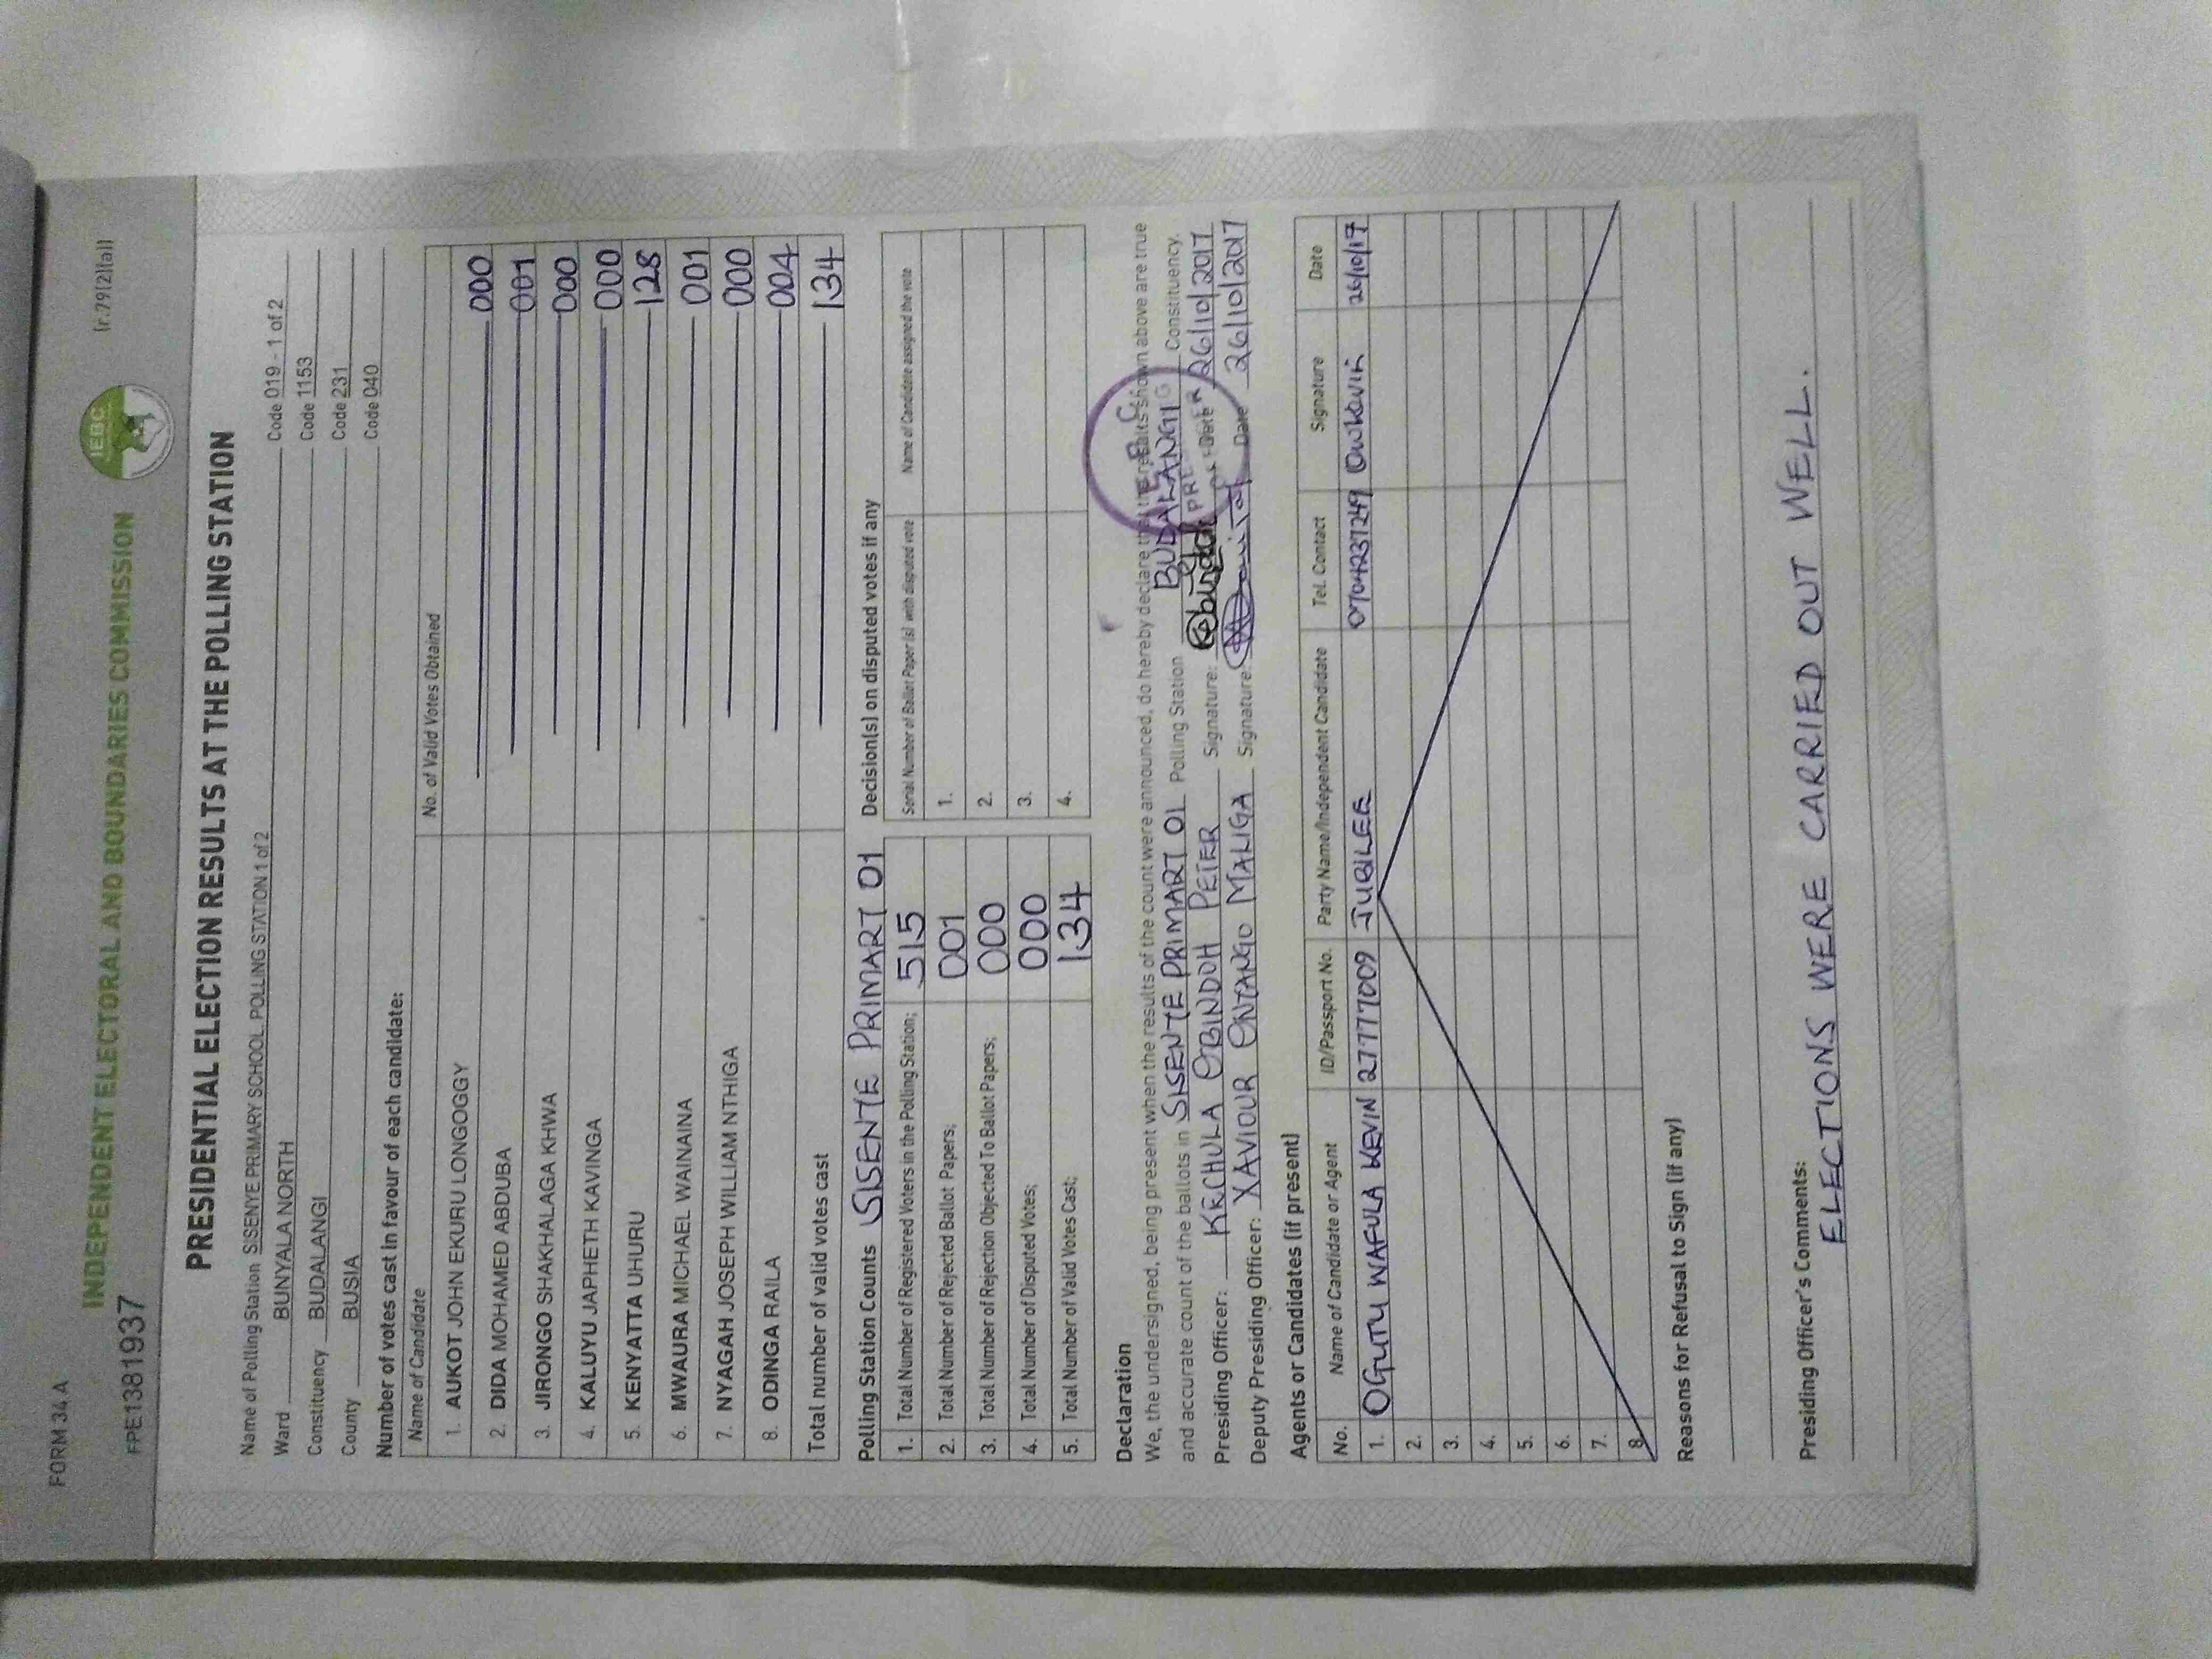 FORM 34 A
(r.79(2)(a))
FPE1381937
INDEPENDENT ELECTORAL AND BOUNDARIES COMMISSION
IEBC
PRESIDENTIAL ELECTION RESULTS AT THE POLLING STATION
Name of Polling Station SISENYE PRIMARY SCHOOL, POLLING STATION 1 of 2 Code 019 - 1 of 2
Ward BUNYALA NORTH Code 1153
Constituency BUDALANGI Code 231
County BUSIA Code 040
Number of votes cast in favour of each candidate:
Name of Candidate No. of Valid Votes Obtained
1. AUKOT JOHN EKURU LONGOGGY 000
2. DIDA MOHAMED ABDUBA 001
3. JIRONGO SHAKHALAGA KHWA 000
4. KALUYU JAPHETH KAVINGA 000
5. KENYATTA UHURU 128
6. MWAURA MICHAEL WAINAINA 001
7. NYAGAH JOSEPH WILLIAM NTHIGA 000
8. ODINGA RAILA 004
Total number of valid votes cast 134
Polling Station Counts SISENYE PRIMARY 01 Decision(s) on disputed votes if any
Serial Number of Ballot Paper (s) with disputed vote Name of Candidate assigned the vote
1. Total Number of Registered Voters in the Polling Station; 515 1.
2. Total Number of Rejected Ballot Papers; 001 2.
3. Total Number of Rejection Objected To Ballot Papers; 000 3.
4. Total Number of Disputed Votes; 000 4.
5. Total Number of Valid Votes Cast; 134
Declaration
We, the undersigned, being present when the results of the count were announced, do hereby declare that the results shown above are true
and accurate count of the ballots in SISENYE PRIMARY 01 Polling Station BUDALANGI Constituency.
Presiding Officer: KECHULA OBINDOH PETER Signature: Obindoh Date 26/10/2017
Deputy Presiding Officer: XAVIOUR ONYANGO MALIGA Signature: Date 26/10/2017
Agents or Candidates (if present)
No. Name of Candidate or Agent ID/Passport No. Party Name/Independent Candidate Tel. Contact Signature Date
1. OGUTU WAFULA KEVIN 27777009 JUBILEE 0704237249 26/10/17
2.
3.
4.
5.
6.
7.
8.
Reasons for Refusal to Sign (if any)
Presiding Officer's Comments:
ELECTIONS WERE CARRIED OUT WELL.